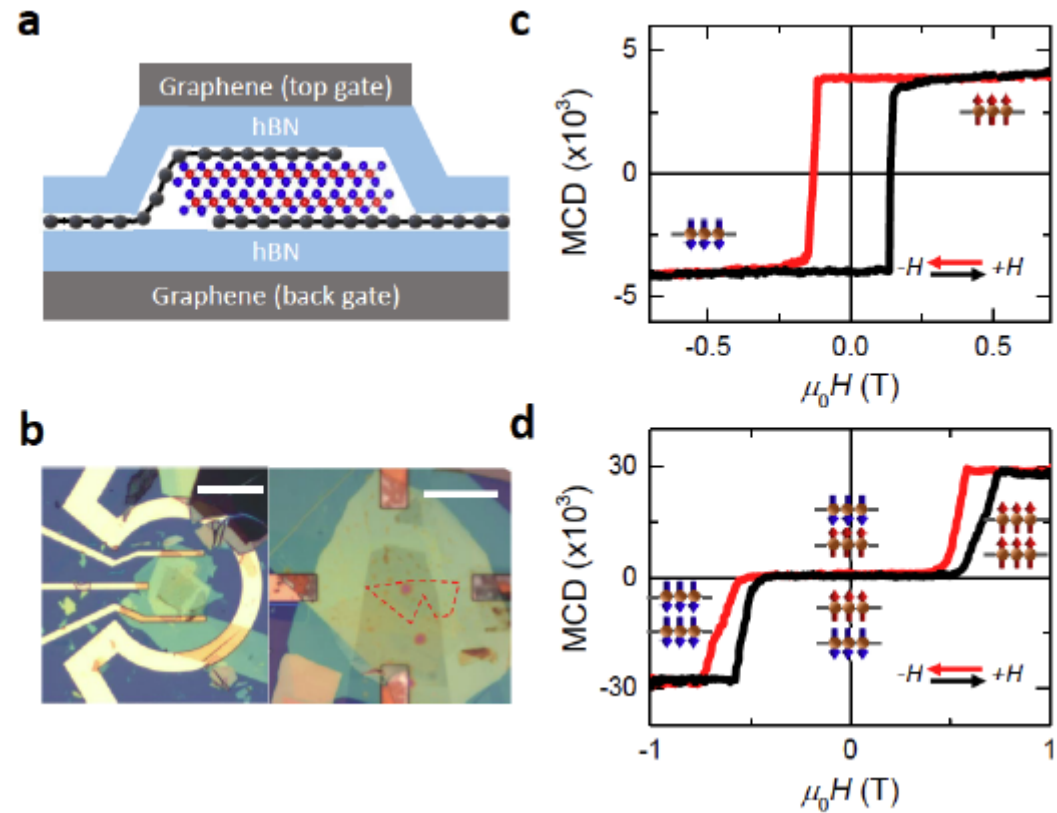 a
Graphene (top gate)
hBN
hBN
Graphene (back gate)
b
c
MCD (x10³)
5
0
-5
-H +H
-0.5 0.0 0.5
μ₀H (T)
d
MCD (x10³)
30
0
-30
-H +H
-1 0 1
μ₀H (T)